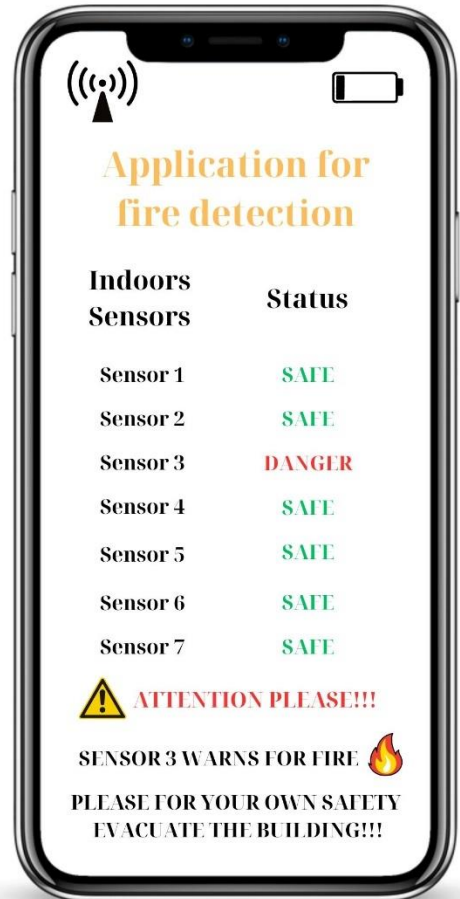 Application for
fire detection
Indoors Status
Sensors
Sensor 1 SAFE
Sensor 2 SAFE
Sensor 3 DANGER
Sensor 4 SAFE
Sensor 5 SAFE
Sensor 6 SAFE
Sensor 7 SAFE
ATTENTION PLEASE!!!
SENSOR 3 WARNS FOR FIRE
PLEASE FOR YOUR OWN SAFETY
EVACUATE THE BUILDING!!!